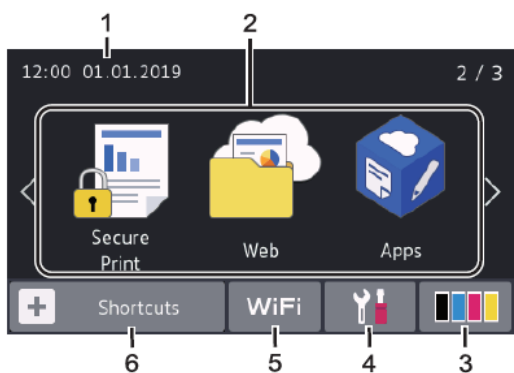 1 2
12:00 01.01.2019 2 / 3
Secure
Print
Web
Apps
Shortcuts WiFi
6 5 4 3